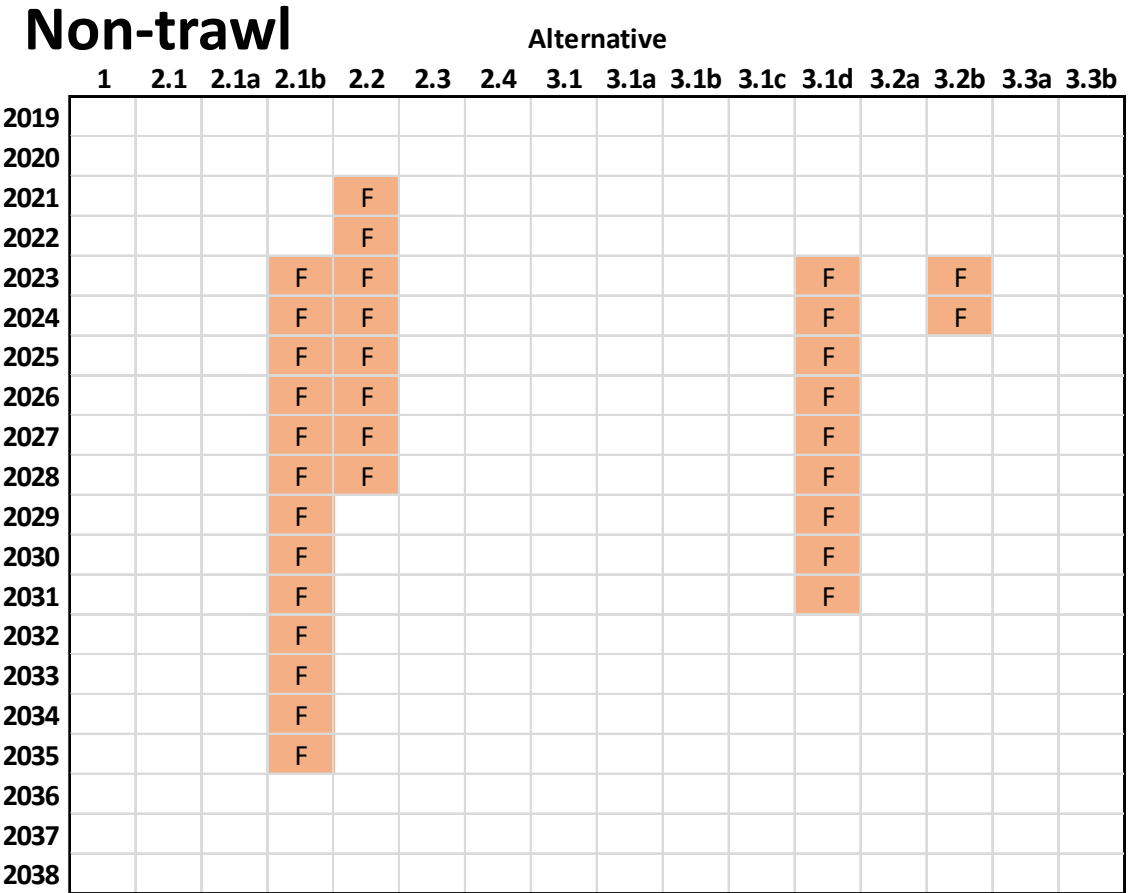 Non-trawl
Alternative
1 2.1 2.1a 2.1b 2.2 2.3 2.4 3.1 3.1a 3.1b 3.1c 3.1d 3.2a 3.2b 3.3a 3.3b
2019
2020
2021 F
2022 F
2023 F F F F
2024 F F F F
2025 F F F
2026 F F F
2027 F F F
2028 F F F
2029 F F
2030 F F
2031 F F
2032 F
2033 F
2034 F
2035 F
2036
2037
2038